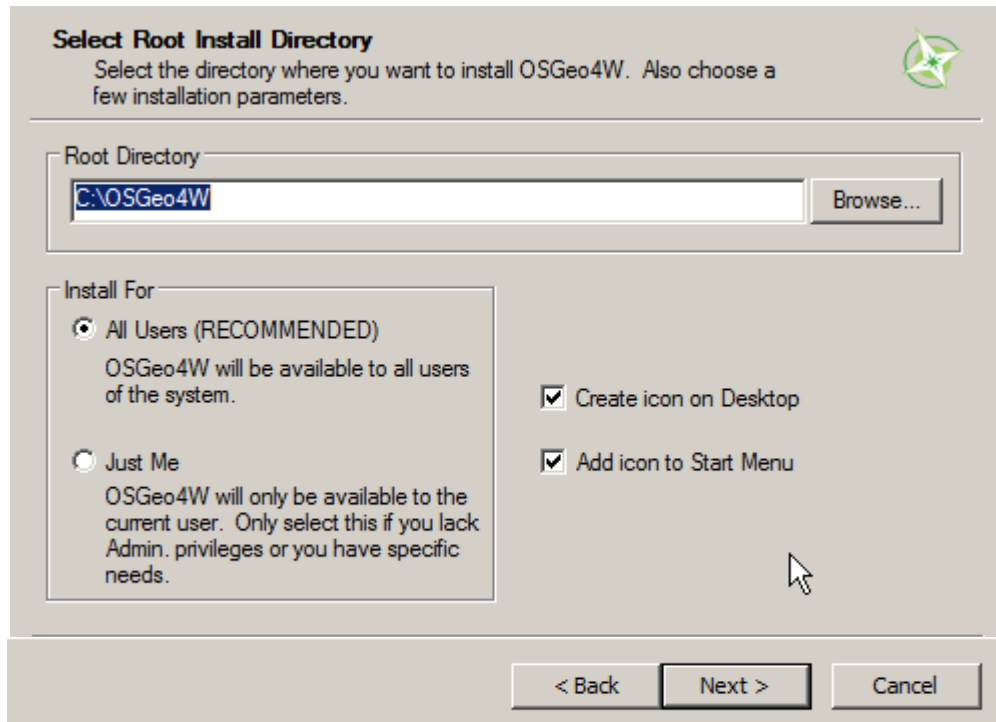 Select Root Install Directory
Select the directory where you want to install OSGeo4W.  Also choose a
few installation parameters.
Root Directory
C:\OSGeo4W
Browse...
Install For
All Users (RECOMMENDED)
OSGeo4W will be available to all users
of the system.
Create icon on Desktop
Just Me
Add icon to Start Menu
OSGeo4W will only be available to the
current user.  Only select this if you lack
Admin. privileges or you have specific
needs.
< Back
Next >
Cancel